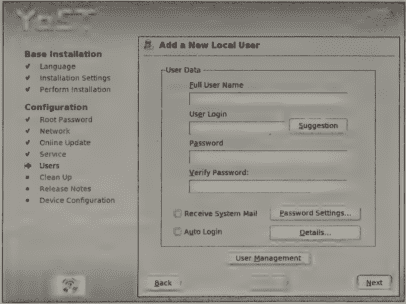 YaST
Base Installation
Language
Installation Settings
Perform Installation
Configuration
Root Password
Network
Online Update
Service
Users
Clean Up
Release Notes
Device Configuration
Add a New Local User
User Data
Full User Name
User Login
Suggestion
Password
Verify Password:
Receive System Mail
Password Settings...
Auto Login
Details...
User Management
Back
Next